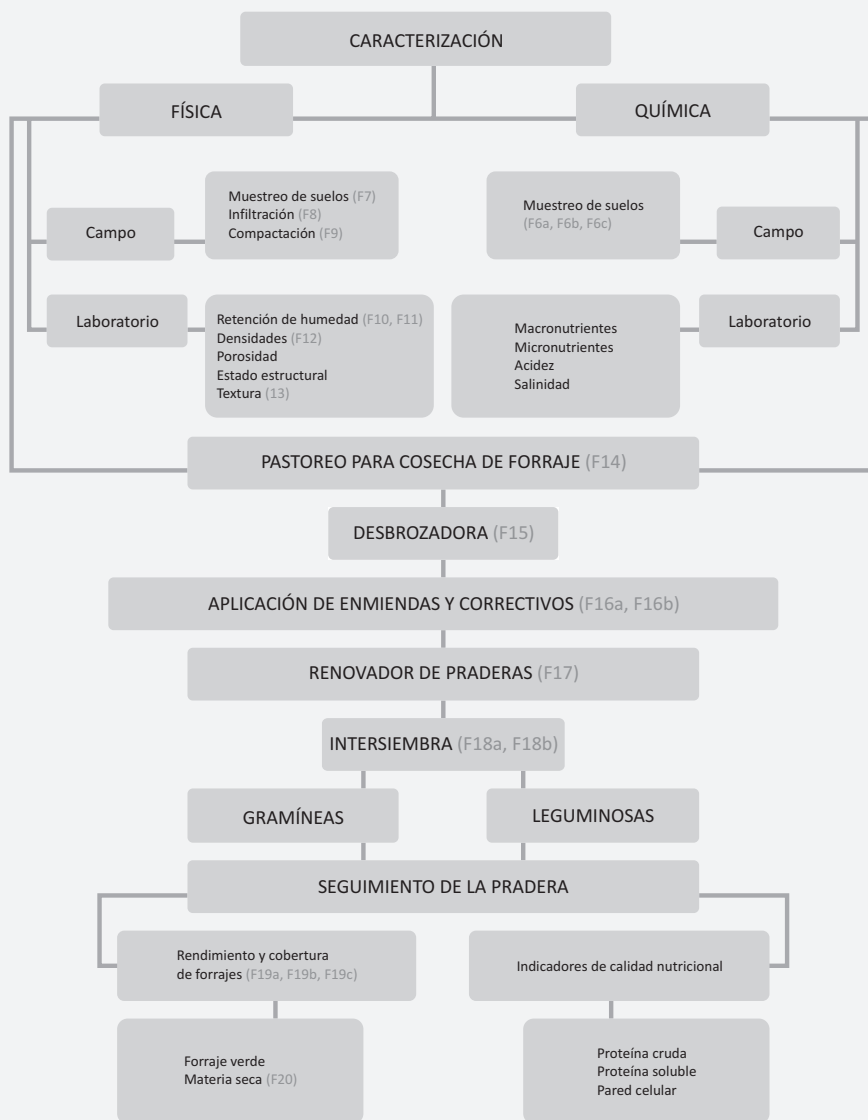 CARACTERIZACIÓN
FÍSICA
QUÍMICA
Campo
Muestreo de suelos (F7)
Infiltración (F8)
Compactación (F9)
Muestreo de suelos
(F6a, F6b, F6c)
Campo
Laboratorio
Retención de humedad (F10, F11)
Densidades (F12)
Porosidad
Estado estructural
Textura (13)
Macronutrientes
Micronutrientes
Acidez
Salinidad
Laboratorio
PASTOREO PARA COSECHA DE FORRAJE (F14)
DESBROZADORA (F15)
APLICACIÓN DE ENMIENDAS Y CORRECTIVOS (F16a, F16b)
RENOVADOR DE PRADERAS (F17)
INTERSIEMBRA (F18a, F18b)
GRAMÍNEAS
LEGUMINOSAS
SEGUIMIENTO DE LA PRADERA
Rendimiento y cobertura
de forrajes (F19a, F19b, F19c)
Indicadores de calidad nutricional
Forraje verde
Materia seca (F20)
Proteína cruda
Proteína soluble
Pared celular